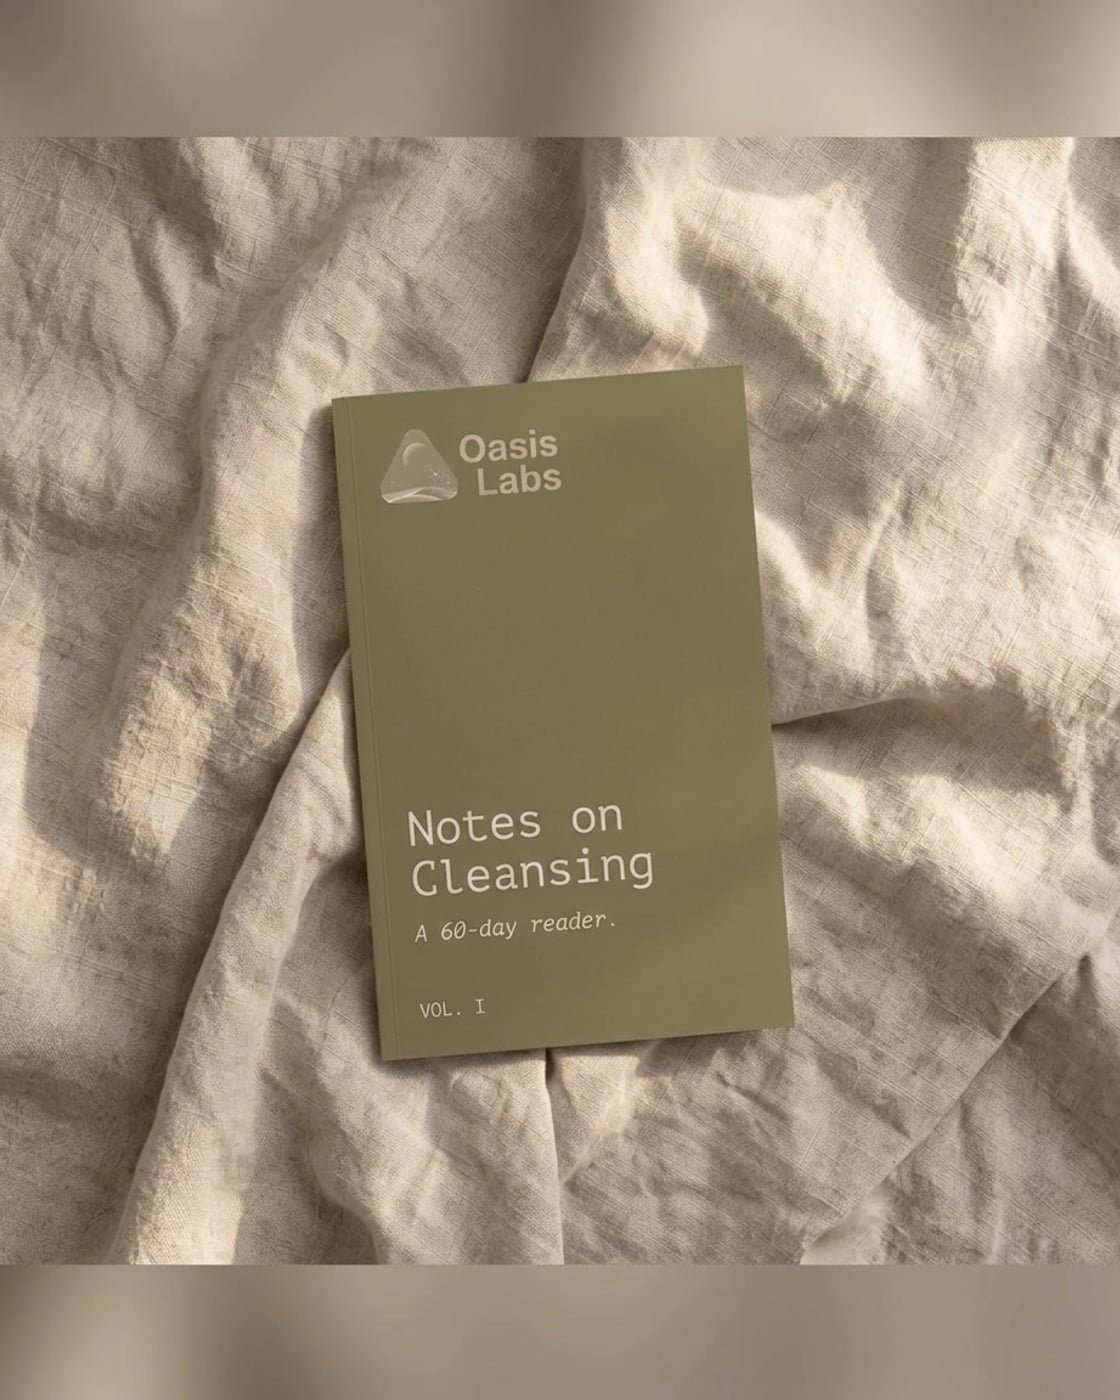 Oasis
Labs
Notes on
Cleansing
A 60-day reader.
VOL. I